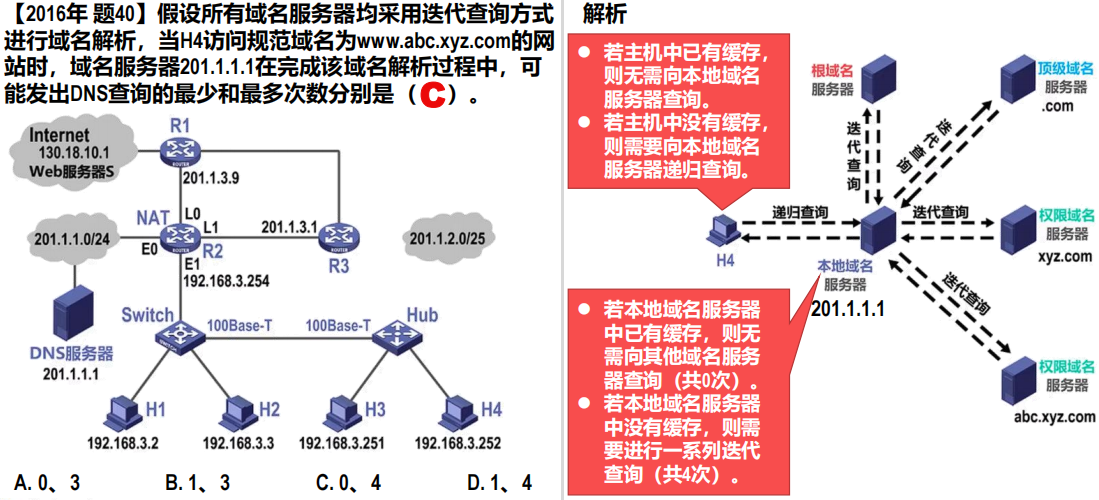 【2016年 题40】假设所有域名服务器均采用迭代查询方式
进行域名解析，当H4访问规范域名为www.abc.xyz.com的网
站时，域名服务器201.1.1.1在完成该域名解析过程中，可
能发出DNS查询的最少和最多次数分别是（C）。
Internet
130.18.10.1
Web服务器S
R1
ROUTER
201.1.3.9
NAT
L0
L1
201.1.3.1
201.1.1.0/24
E0
ROUTER
R2
ROUTER
R3
201.1.2.0/25
E1
192.168.3.254
Switch
100Base-T
100Base-T
Hub
DNS服务器
201.1.1.1
H1
H2
H3
H4
192.168.3.2
192.168.3.3
192.168.3.251
192.168.3.252
A. 0、3
B. 1、3
C. 0、4
D. 1、4
解析
● 若主机中已有缓存，
则无需向本地域名
服务器查询。
● 若主机中没有缓存，
则需要向本地域名
服务器递归查询。
根域名
服务器
顶级域名
服务器
.com
迭代查询
迭代查询
递归查询
迭代查询
权限域名
服务器
xyz.com
H4
本地域名
服务器
201.1.1.1
迭代查询
● 若本地域名服务器
中已有缓存，则无
需向其他域名服务
器查询（共0次）。
● 若本地域名服务器
中没有缓存，则需
要进行一系列迭代
查询（共4次）。
权限域名
服务器
abc.xyz.com